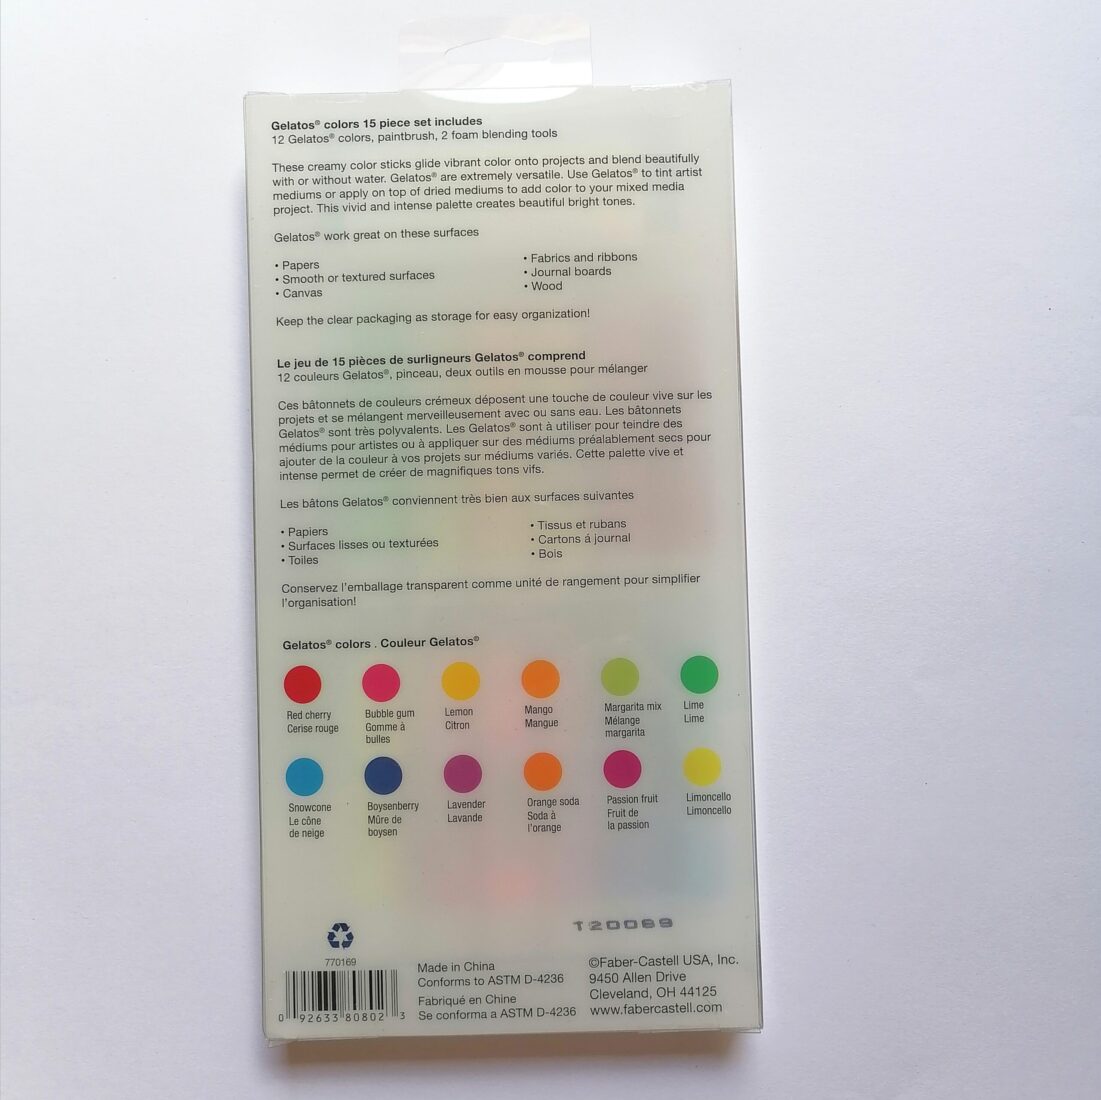 Gelatos® colors 15 piece set includes
12 Gelatos® colors, paintbrush, 2 foam blending tools
These creamy color sticks glide vibrant color onto projects and blend beautifully
with or without water. Gelatos® are extremely versatile. Use Gelatos® to tint artist
mediums or apply on top of dried mediums to add color to your mixed media
project. This vivid and intense palette creates beautiful bright tones.
Gelatos® work great on these surfaces
• Papers
• Smooth or textured surfaces
• Canvas
• Fabrics and ribbons
• Journal boards
• Wood
Keep the clear packaging as storage for easy organization!
Le jeu de 15 pièces de surligneurs Gelatos® comprend
12 couleurs Gelatos®, pinceau, deux outils en mousse pour mélanger
Ces bâtonnets de couleurs crémeux déposent une touche de couleur vive sur les
projets et se mélangent merveilleusement avec ou sans eau. Les bâtonnets
Gelatos® sont très polyvalents. Les Gelatos® sont à utiliser pour teindre des
médiums pour artistes ou à appliquer sur des médiums préalablement secs pour
ajouter de la couleur à vos projets sur médiums variés. Cette palette vive et
intense permet de créer de magnifiques tons vifs.
Les bâtons Gelatos® conviennent très bien aux surfaces suivantes
• Papiers
• Surfaces lisses ou texturées
• Toiles
• Tissus et rubans
• Cartons á journal
• Bois
Conservez l'emballage transparent comme unité de rangement pour simplifier
l'organisation!
Gelatos® colors . Couleur Gelatos®
Red cherry
Cerise rouge
Bubble gum
Gomme à
bulles
Lemon
Citron
Mango
Mangue
Margarita mix
Mélange
margarita
Lime
Lime
Snowcone
Le cône
de neige
Boysenberry
Mûre de
boysen
Lavender
Lavande
Orange soda
Soda à
l'orange
Passion fruit
Fruit de
la passion
Limoncello
Limoncello
T20069
770169
0 92633 80802 3
Made in China
Conforms to ASTM D-4236
Fabriqué en Chine
Se conforma a ASTM D-4236
©Faber-Castell USA, Inc.
9450 Allen Drive
Cleveland, OH 44125
www.fabercastell.com